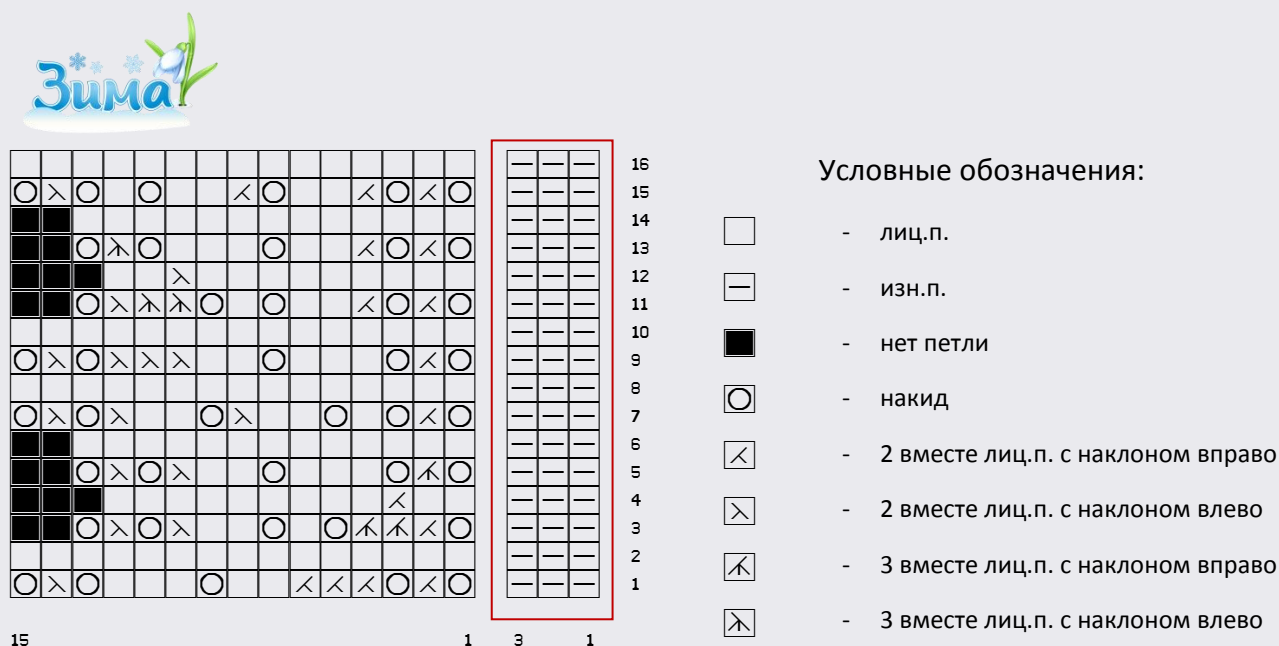 Зима
Условные обозначения:
16
15
14
13
12
11
10
9
8
7
6
5
4
3
2
1
- лиц.п.
- изн.п.
- нет петли
- накид
- 2 вместе лиц.п. с наклоном вправо
- 2 вместе лиц.п. с наклоном влево
- 3 вместе лиц.п. с наклоном вправо
- 3 вместе лиц.п. с наклоном влево
15 1 3 1